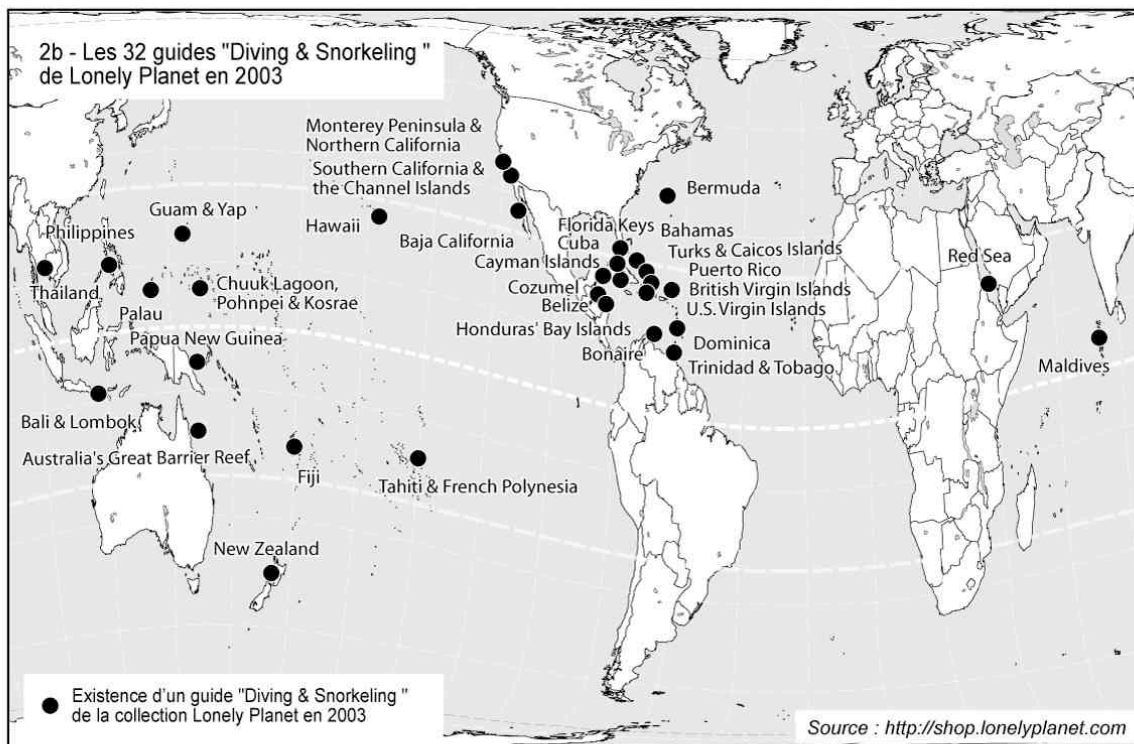 2b - Les 32 guides "Diving & Snorkeling "
de Lonely Planet en 2003
Monterey Peninsula &
Northern California
Southern California &
the Channel Islands
Bermuda
Guam & Yap
Hawaii
Philippines
Baja California
Florida Keys
Bahamas
Cuba
Turks & Caicos Islands
Cayman Islands
Puerto Rico
Red Sea
Thailand
Chuuk Lagoon,
Pohnpei & Kosrae
Cozumel
British Virgin Islands
Palau
Belize
U.S. Virgin Islands
Papua New Guinea
Honduras' Bay Islands
Dominica
Bonaire
Trinidad & Tobago
Maldives
Bali & Lombok
Australia's Great Barrier Reef
Fiji
Tahiti & French Polynesia
New Zealand
Existence d'un guide "Diving & Snorkeling "
de la collection Lonely Planet en 2003
Source : http://shop.lonelyplanet.com